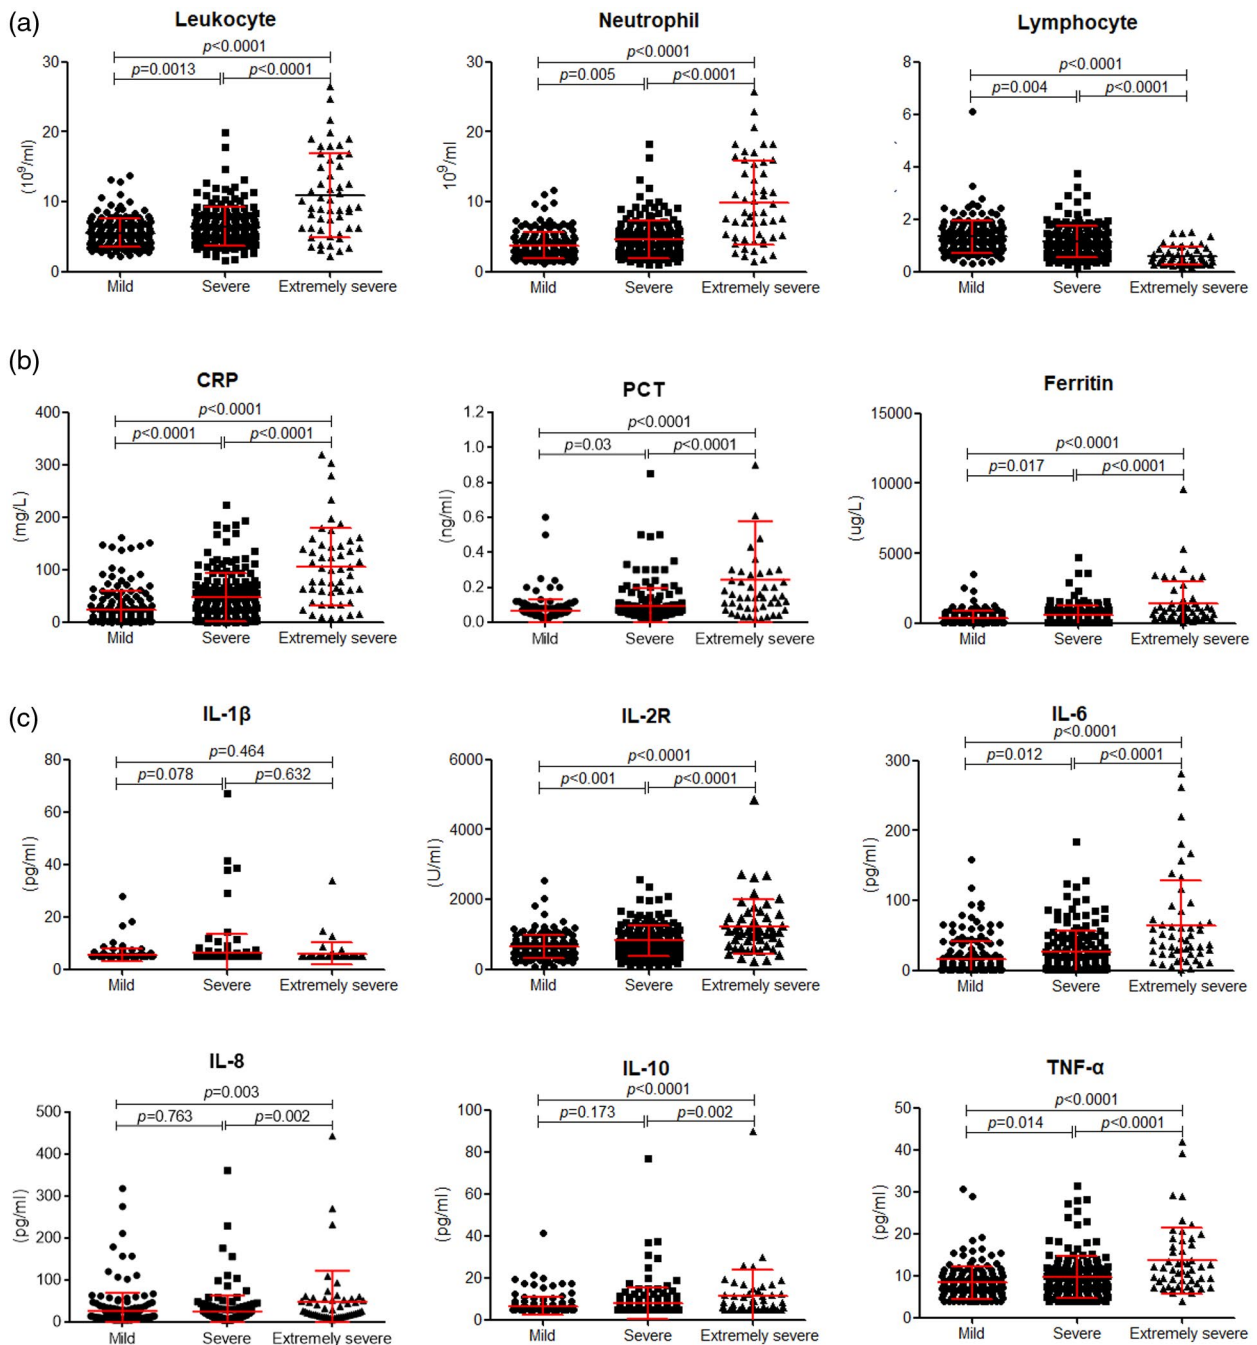 (a)
Leukocyte
Neutrophil
Lymphocyte
p<0.0001
p=0.0013
p<0.0001
(10⁹/ml)
30
20
10
0
Mild
Severe
Extremely severe
p<0.0001
p=0.005
p<0.0001
10⁹/ml
30
20
10
0
Mild
Severe
Extremely severe
p<0.0001
p=0.004
p<0.0001
8
6
4
2
0
Mild
Severe
Extremely severe
(b)
CRP
PCT
Ferritin
p<0.0001
p<0.0001
p<0.0001
(mg/L)
400
300
200
100
0
Mild
Severe
Extremely severe
p<0.0001
p=0.03
p<0.0001
(ng/ml)
1.2
1.0
0.8
0.6
0.4
0.2
0.0
Mild
Severe
Extremely severe
p<0.0001
p=0.017
p<0.0001
(ug/L)
15000
10000
5000
0
Mild
Severe
Extremely severe
(c)
IL-1β
IL-2R
IL-6
p=0.464
p=0.078
p=0.632
(pg/ml)
80
60
40
20
0
Mild
Severe
Extremely severe
p<0.0001
p<0.001
p<0.0001
(U/ml)
6000
4000
2000
0
Mild
Severe
Extremely severe
p<0.0001
p=0.012
p<0.0001
(pg/ml)
300
200
100
0
Mild
Severe
Extremely severe
IL-8
IL-10
TNF-α
p=0.003
p=0.763
p=0.002
(pg/ml)
500
400
300
200
100
0
Mild
Severe
Extremely severe
p<0.0001
p=0.173
p=0.002
(pg/ml)
100
80
60
40
20
0
Mild
Severe
Extremely severe
p<0.0001
p=0.014
p<0.0001
(pg/ml)
50
40
30
20
10
0
Mild
Severe
Extremely severe